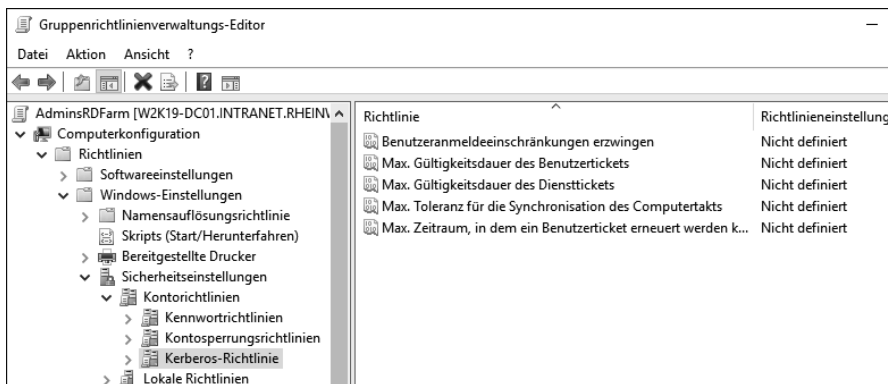 Gruppenrichtlinienverwaltungs-Editor
Datei Aktion Ansicht ?
AdminsRDFarm [W2K19-DC01.INTRANET.RHEIN
Computerkonfiguration
Richtlinien
Softwareeinstellungen
Windows-Einstellungen
Namensauflösungsrichtlinie
Skripts (Start/Herunterfahren)
Bereitgestellte Drucker
Sicherheitseinstellungen
Kontorichtlinien
Kennwortrichtlinien
Kontosperrungsrichtlinien
Kerberos-Richtlinie
Lokale Richtlinien
Richtlinie Richtlinieneinstellung
Benutzeranmeldeeinschränkungen erzwingen Nicht definiert
Max. Gültigkeitsdauer des Benutzertickets Nicht definiert
Max. Gültigkeitsdauer des Diensttickets Nicht definiert
Max. Toleranz für die Synchronisation des Computertakts Nicht definiert
Max. Zeitraum, in dem ein Benutzerticket erneuert werden k... Nicht definiert